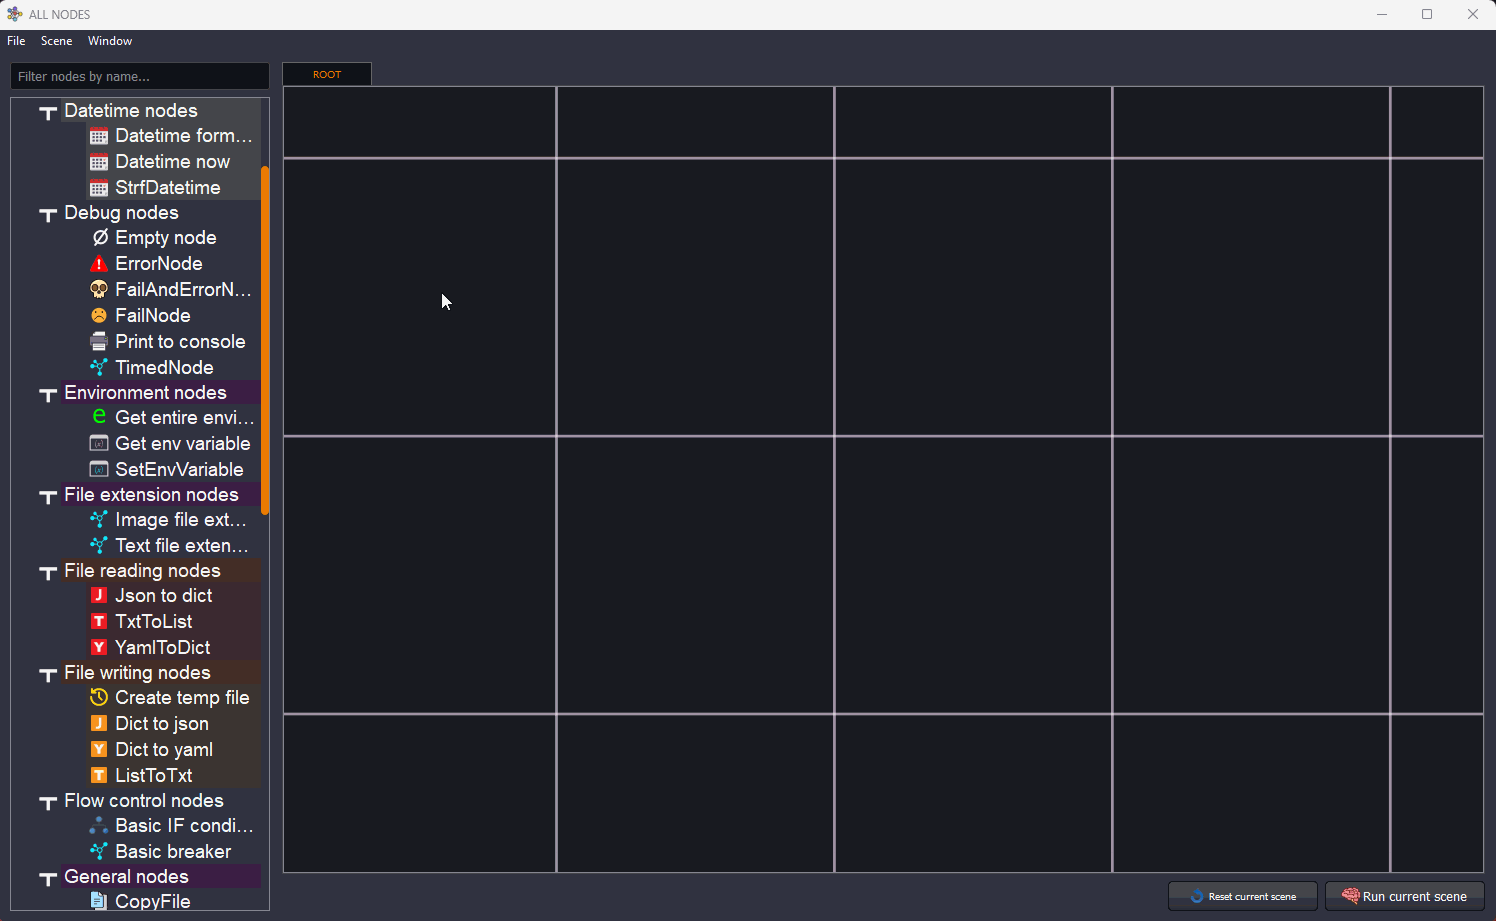 ALL NODES
File Scene Window
Filter nodes by name...
ROOT
Datetime nodes
Datetime form...
Datetime now
StrfDatetime
Debug nodes
Empty node
ErrorNode
FailAndErrorN...
FailNode
Print to console
TimedNode
Environment nodes
e Get entire envi...
Get env variable
SetEnvVariable
File extension nodes
Image file ext...
Text file exten...
File reading nodes
J Json to dict
T TxtToList
Y YamlToDict
File writing nodes
Create temp file
J Dict to json
Y Dict to yaml
T ListToTxt
Flow control nodes
Basic IF condi...
Basic breaker
General nodes
CopyFile
Reset current scene
Run current scene